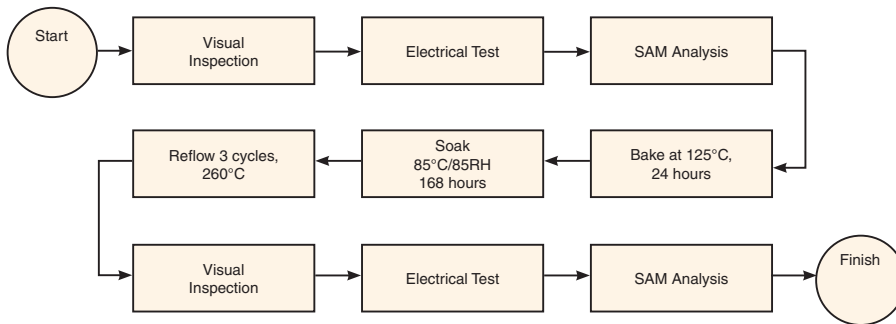 Start
Visual
Inspection
Electrical Test
SAM Analysis
Bake at 125°C,
24 hours
Soak
85°C/85RH
168 hours
Reflow 3 cycles,
260°C
Visual
Inspection
Electrical Test
SAM Analysis
Finish